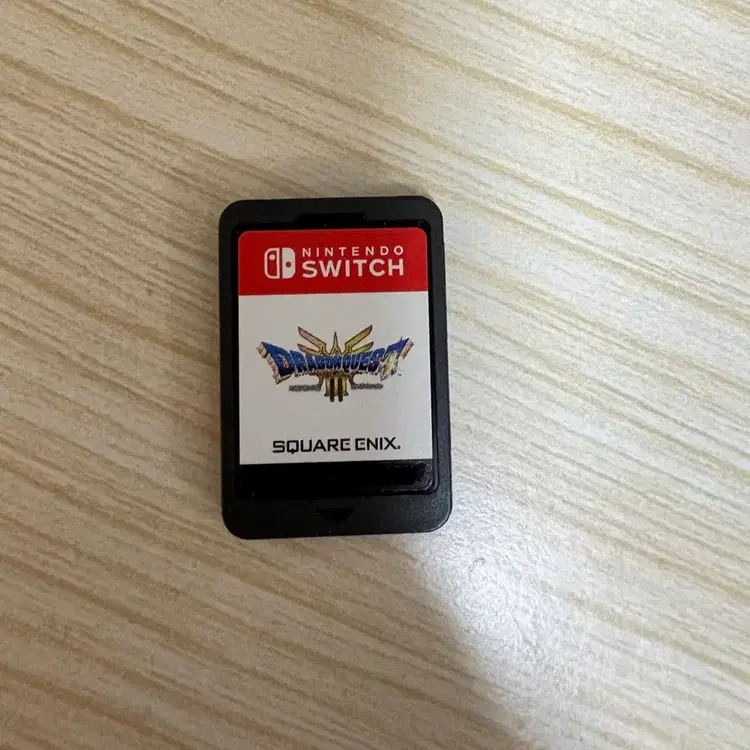 NINTENDO
SWITCH
DRAGON QUEST
III
SQUARE ENIX.